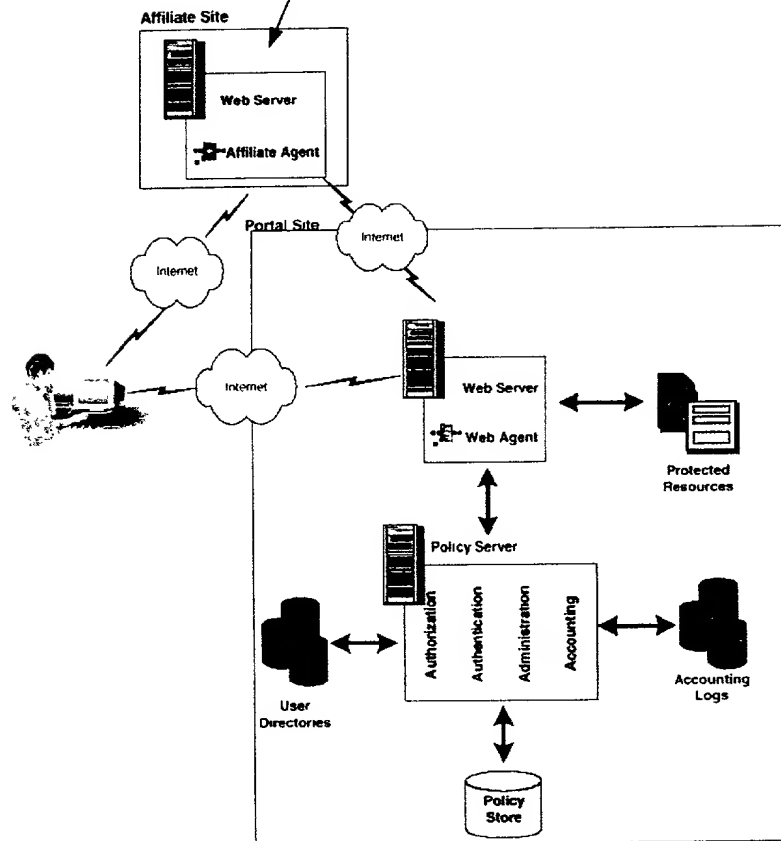 Affiliate Site
Web Server
Affiliate Agent
Portal Site
Internet
Internet
Internet
Web Server
Web Agent
Protected
Resources
Policy Server
Authorization
Authentication
Administration
Accounting
User
Directories
Accounting
Logs
Policy
Store